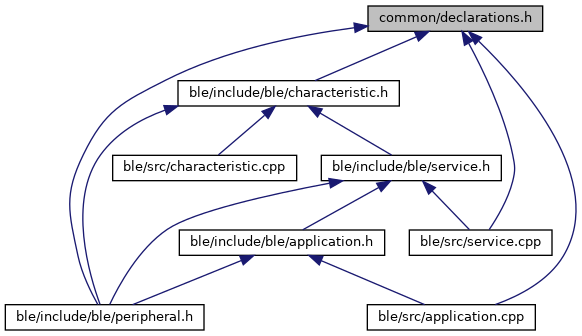 common/declarations.h
ble/include/ble/characteristic.h
ble/src/characteristic.cpp
ble/include/ble/service.h
ble/include/ble/application.h
ble/src/service.cpp
ble/include/ble/peripheral.h
ble/src/application.cpp